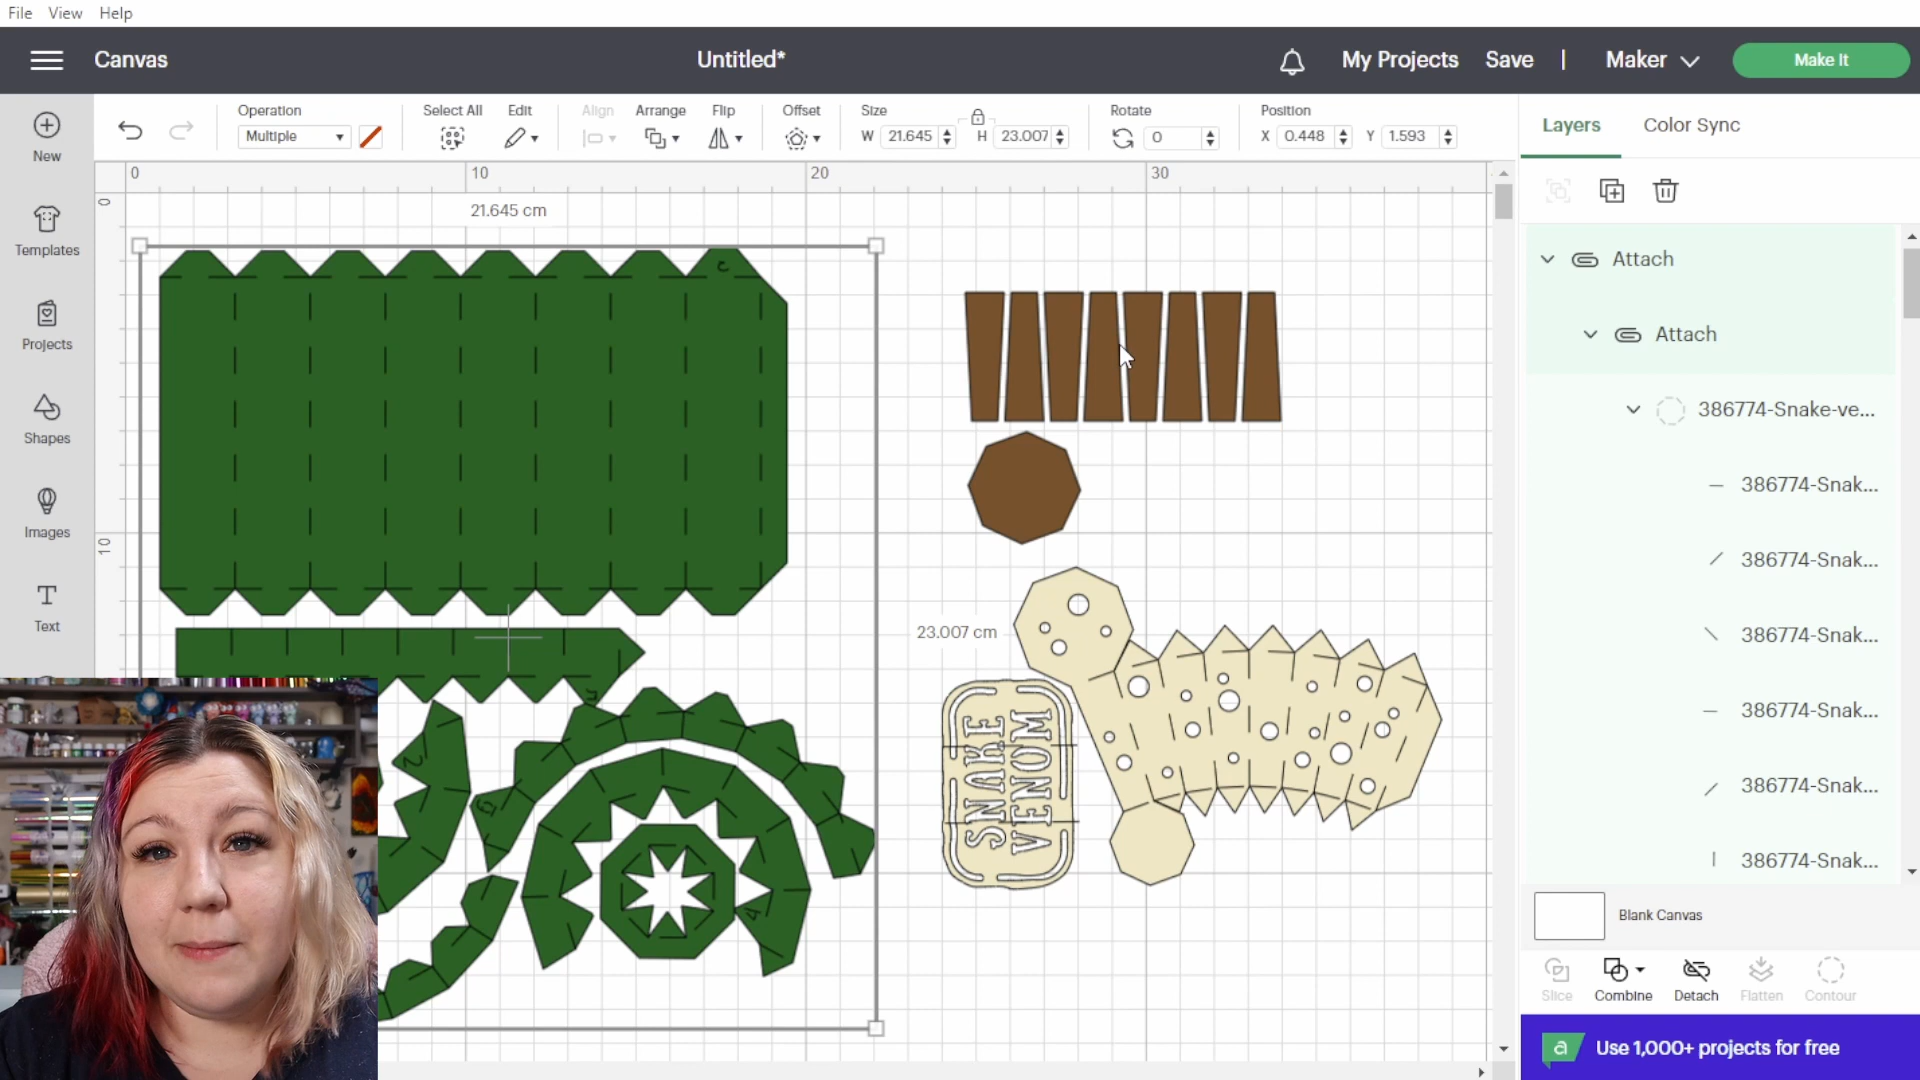 File View Help
Canvas Untitled* My Projects Save | Maker Make It
New
Templates
Projects
Shapes
Images
Text
Operation
Multiple
Select All
Edit
Align
Arrange
Flip
Offset
Size
W 21.645 H 23.007
Rotate
0
Position
X 0.448 Y 1.593
0 10 20 30
0
10
21.645 cm
23.007 cm
c
SNAKE
VENOM
4
Layers Color Sync
Attach
Attach
386774-Snake-ve...
386774-Snak...
386774-Snak...
386774-Snak...
386774-Snak...
386774-Snak...
386774-Snak...
Blank Canvas
Slice Combine Detach Flatten Contour
a Use 1,000+ projects for free